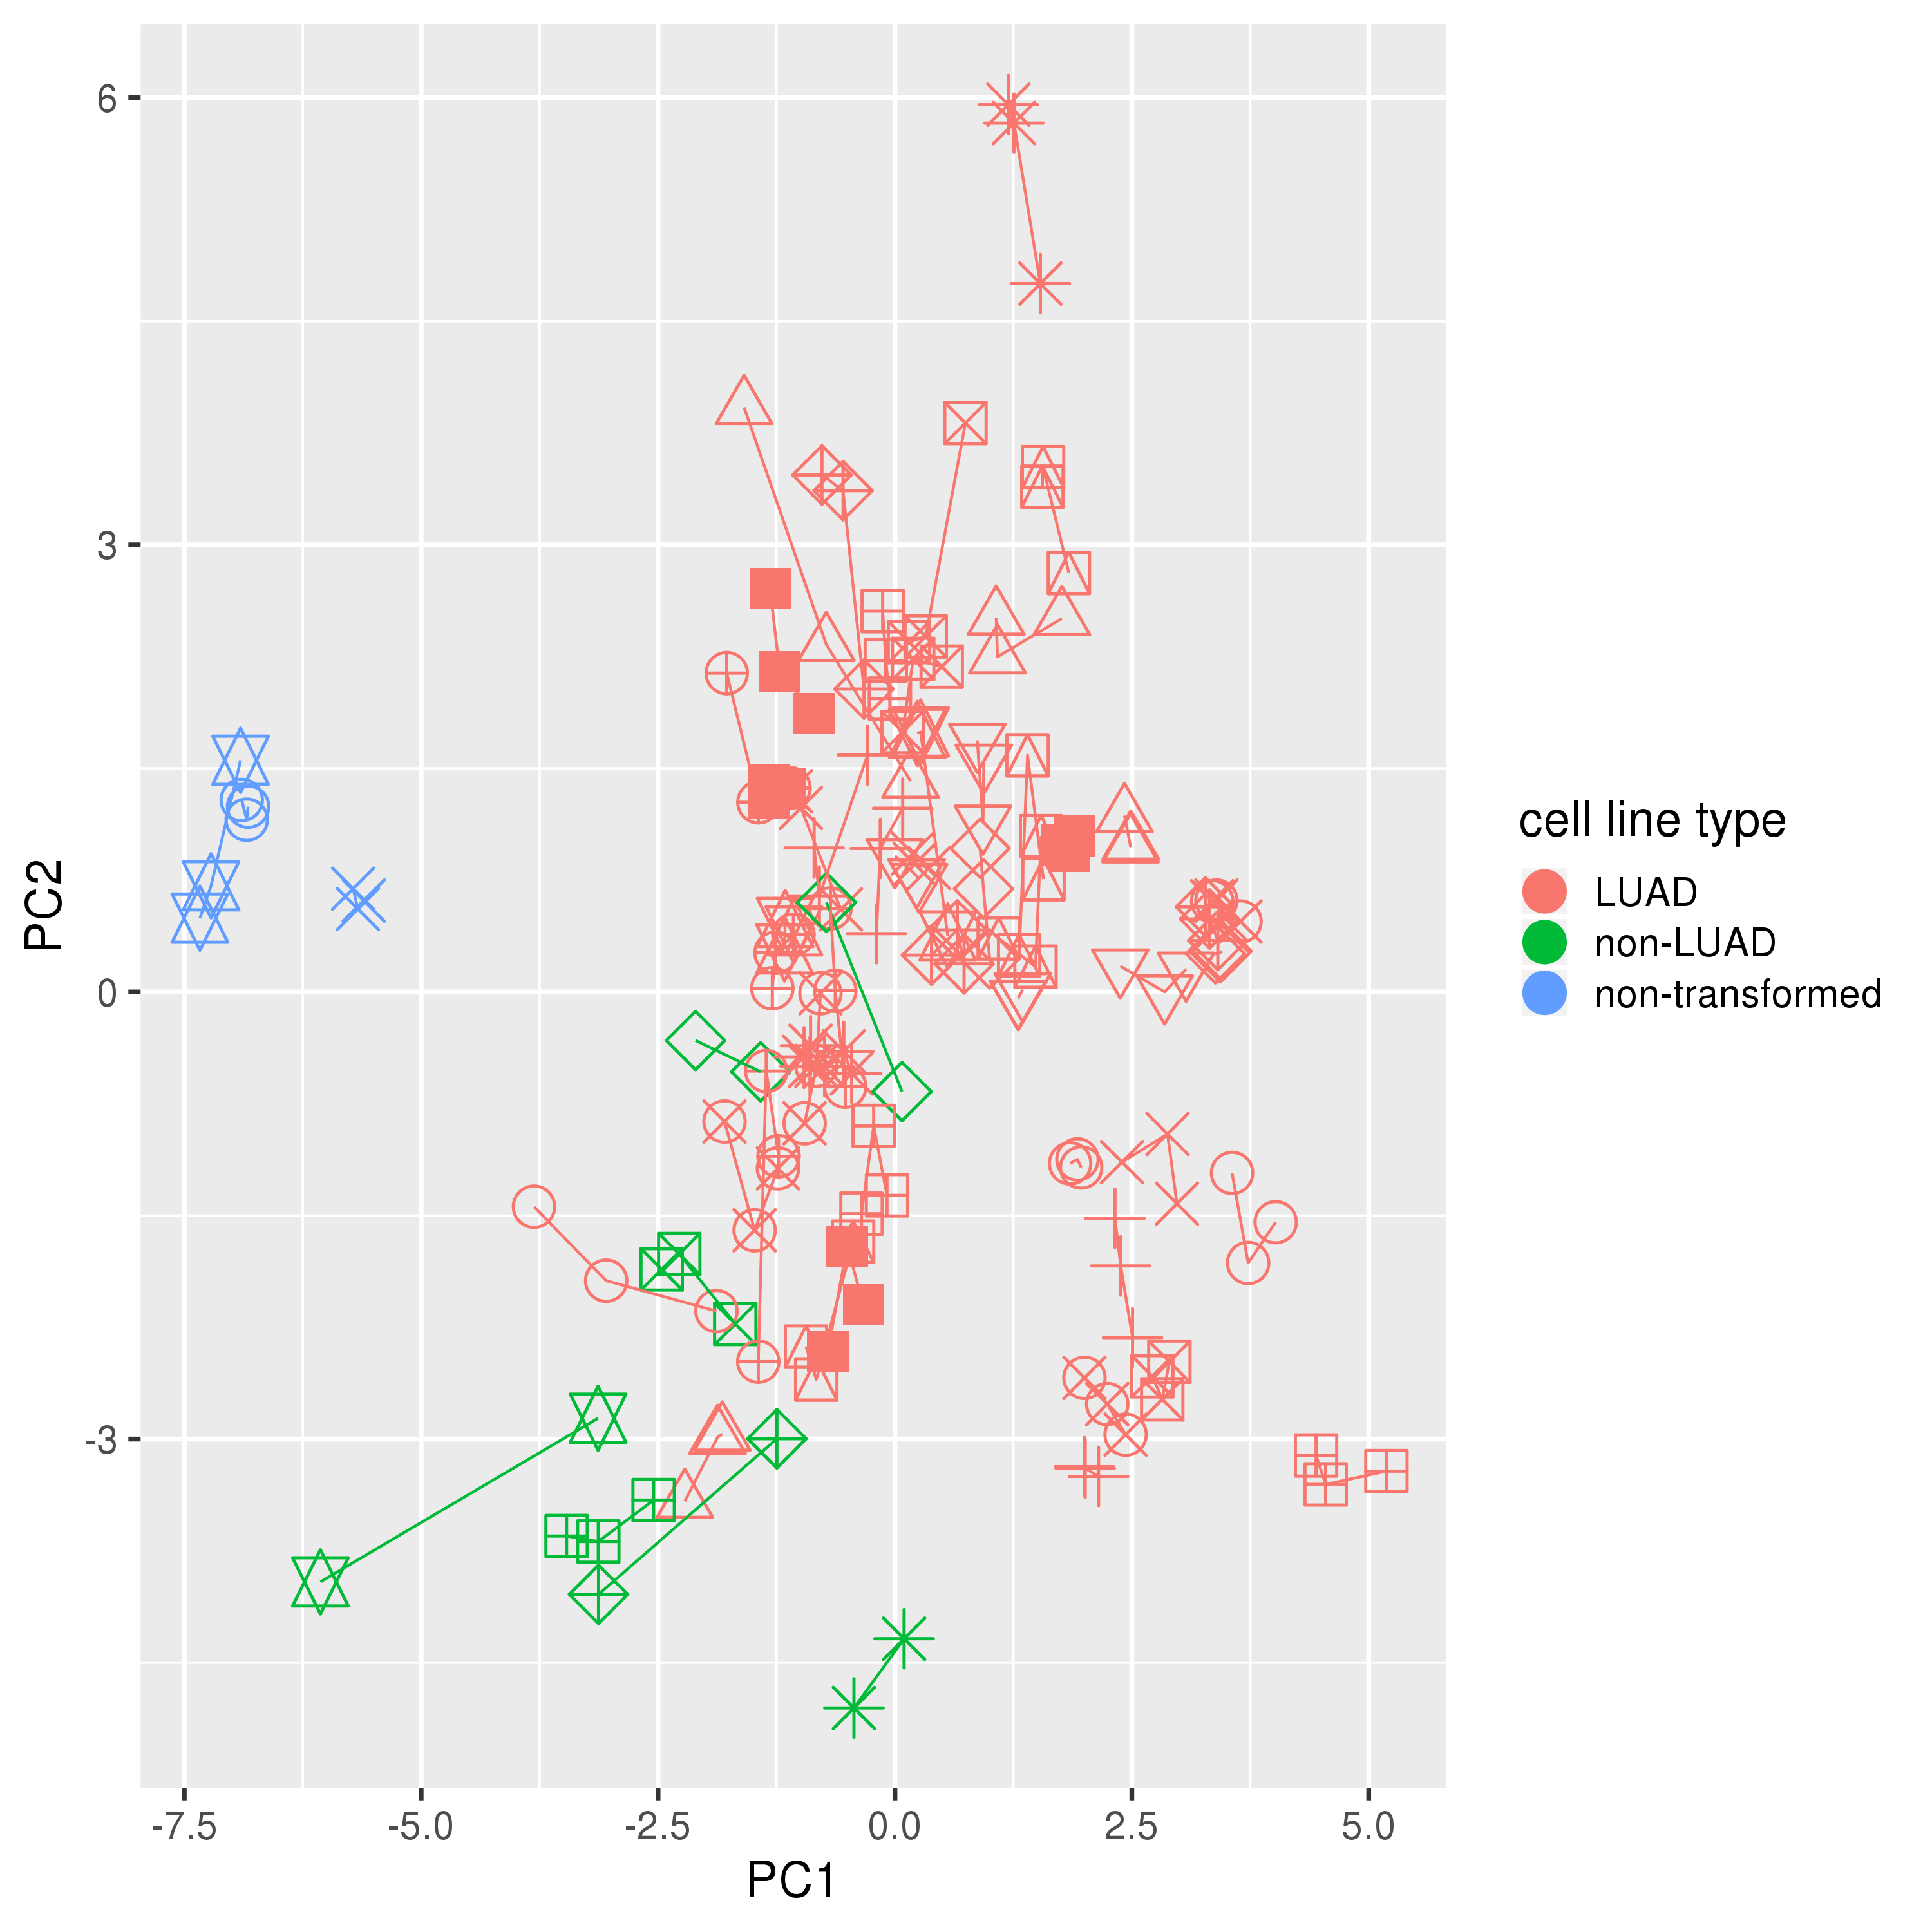 6
3
0
-3
PC2
-7.5
-5.0
-2.5
0.0
2.5
5.0
PC1
cell line type
LUAD
non-LUAD
non-transformed